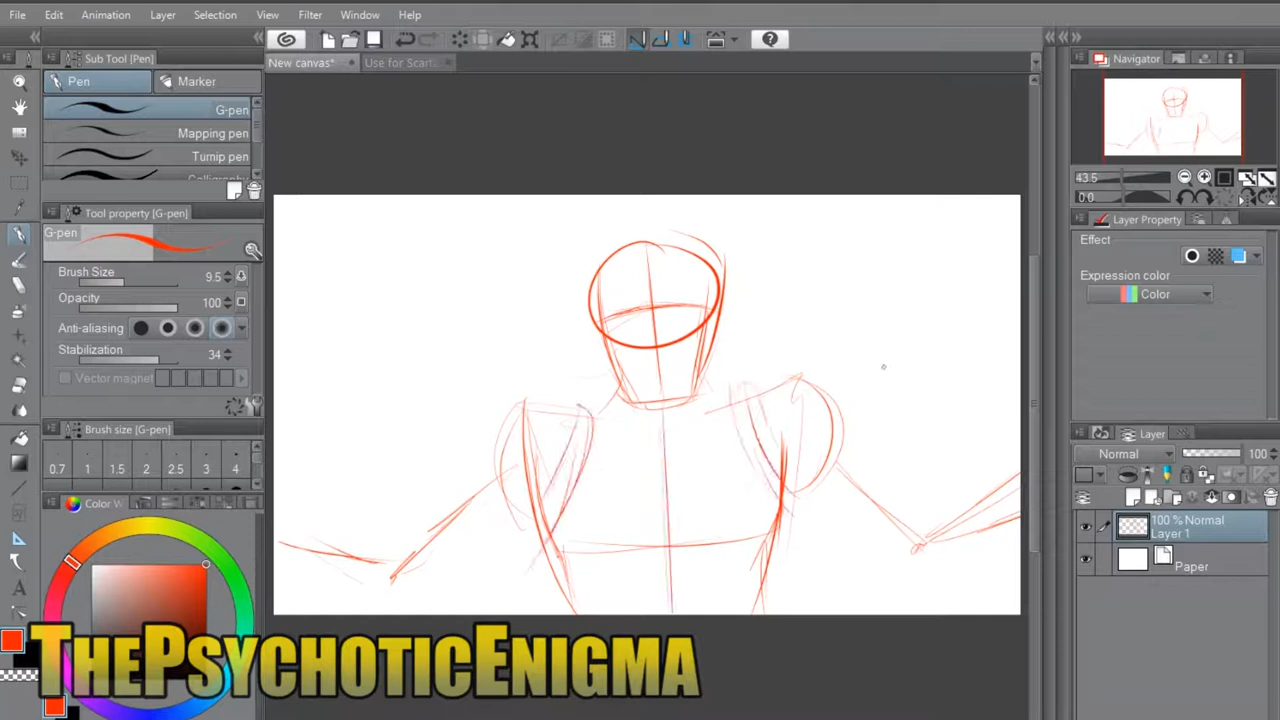 File Edit Animation Layer Selection View Filter Window Help
Sub Tool [Pen]
Pen Marker
G-pen
Mapping pen
Turnip pen
Calligraphy
Tool property [G-pen]
G-pen
Brush Size 9.5
Opacity 100
Anti-aliasing
Stabilization 34
Vector magnet
Brush size [G-pen]
0.7 1 1.5 2 2.5 3 4
Color W
New canvas* Use for Scarf
Navigator
43.5
0.0
Layer Property
Effect
Expression color
Color
Layer
Normal 100
100 % Normal
Layer 1
Paper
THEPSYCHOTICENIGMA